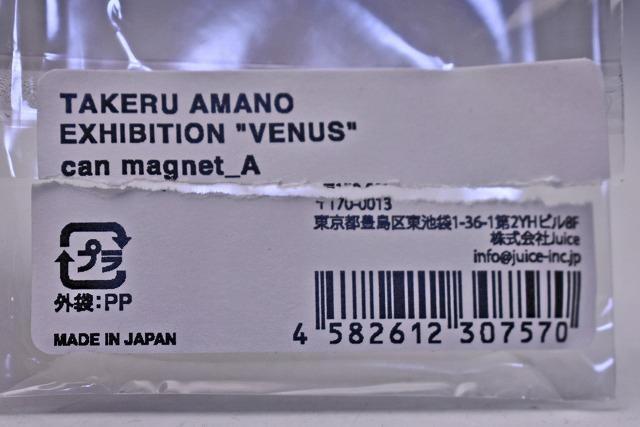 TAKERU AMANO
EXHIBITION "VENUS"
can magnet_A
〒170-0013
東京都豊島区東池袋1-36-1第2YHビル8F
株式会社Juice
info@juice-inc.jp
プラ
外袋:PP
MADE IN JAPAN
4 582612 307570